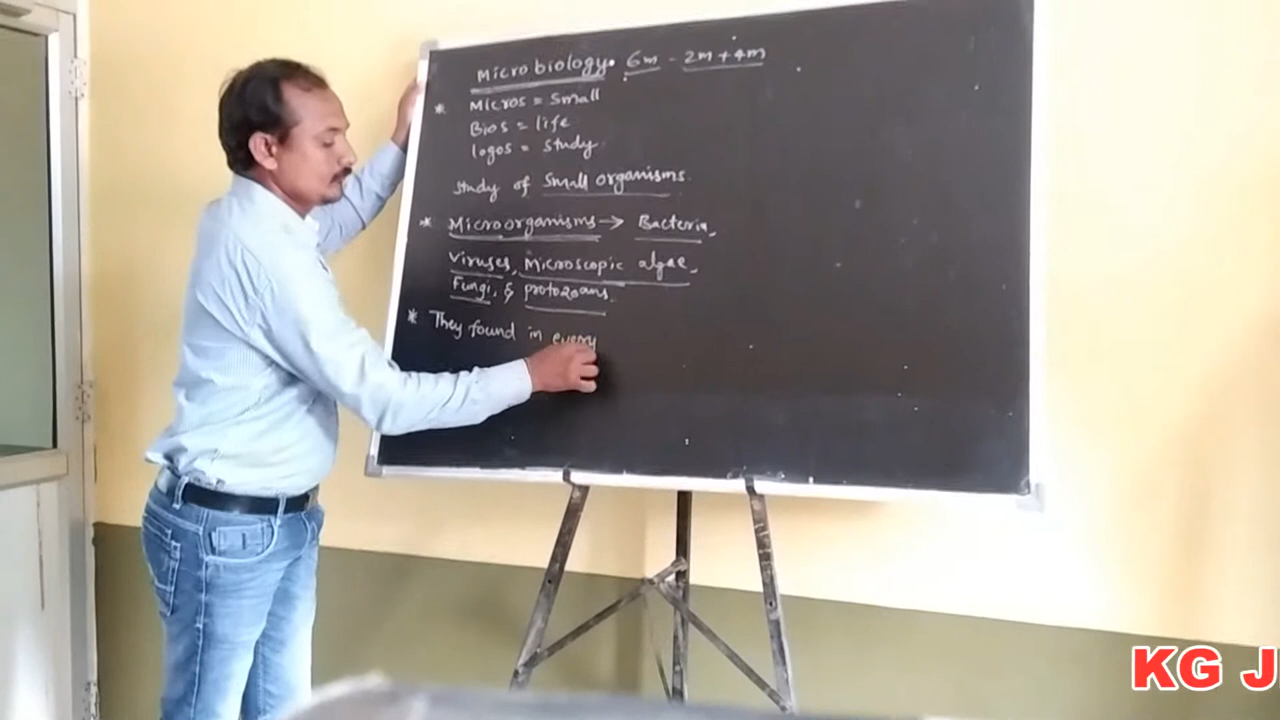 Microbiology. 6m - 2m + 4m
* Micros = Small
Bios = life
logos = study
study of Small organisms.
* Microorganisms → Bacteria,
Viruses, Microscopic algae,
Fungi, & protozoans.
* They found in every
KG J